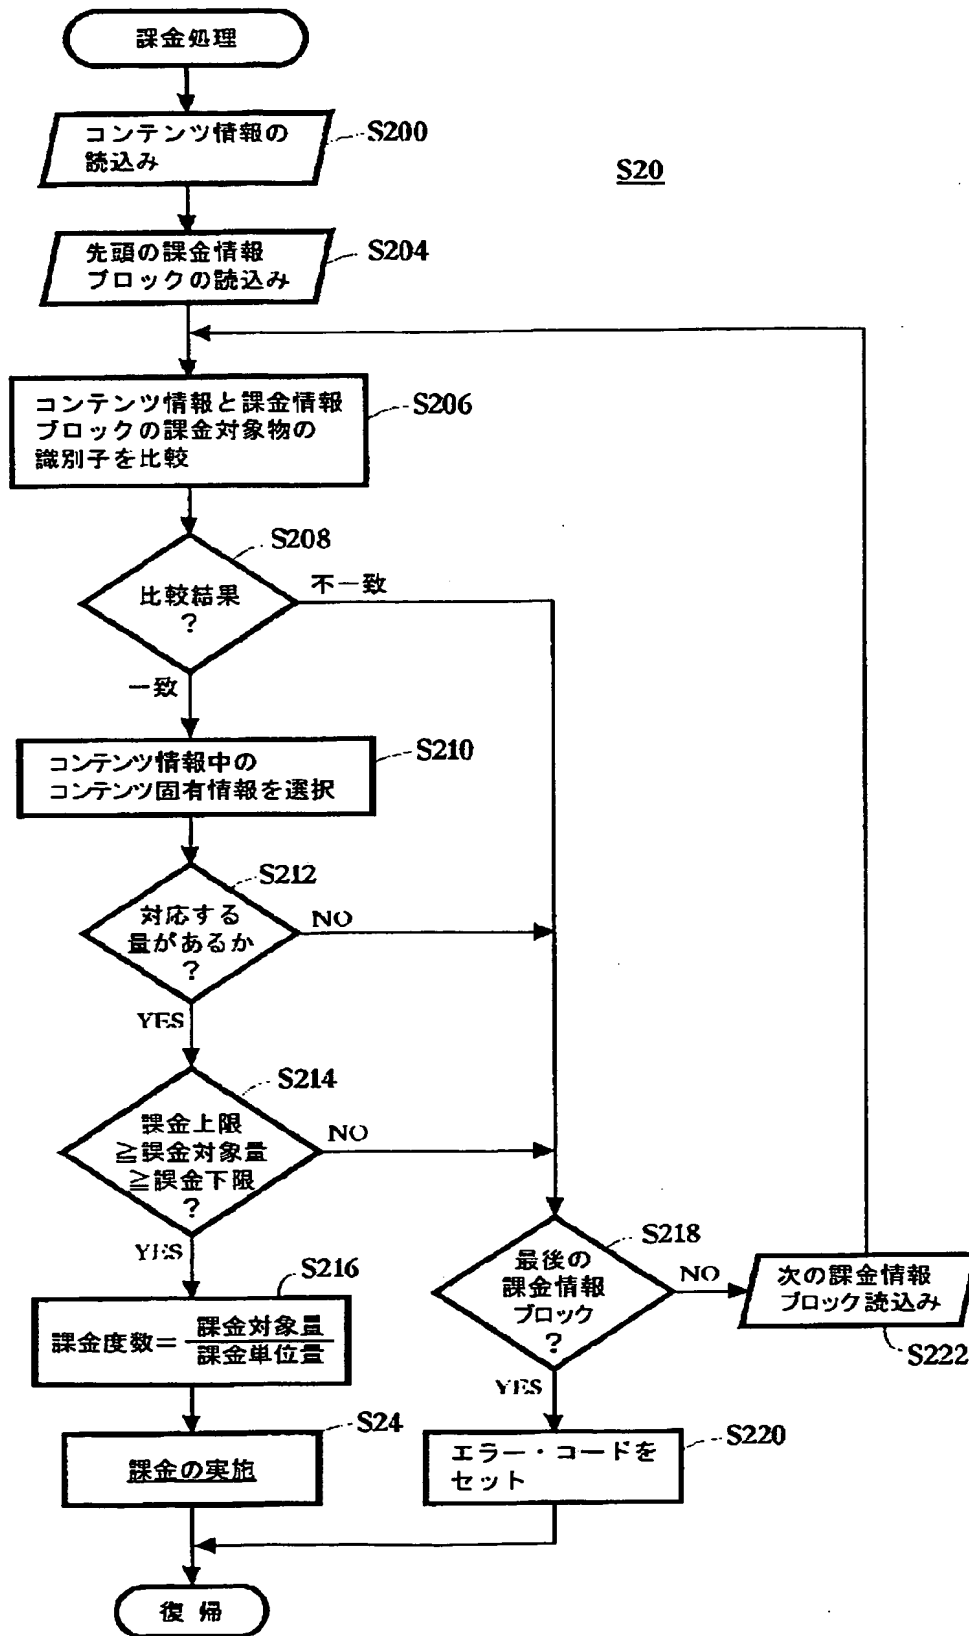 課金処理
コンテンツ情報の
読込み
S200
S20
先頭の課金情報
ブロックの読込み
S204
コンテンツ情報と課金情報
ブロックの課金対象物の
識別子を比較
S206
S208
比較結果
?
不一致
一致
コンテンツ情報中の
コンテンツ固有情報を選択
S210
S212
対応する
量があるか
?
NO
YES
S214
課金上限
≧課金対象量
≧課金下限
?
NO
YES
S218
最後の
課金情報
ブロック
?
NO
YES
次の課金情報
ブロック読込み
S222
S216
課金度数=課金対象量
課金単位量
S24
課金の実施
エラー・コードを
セット
S220
復帰